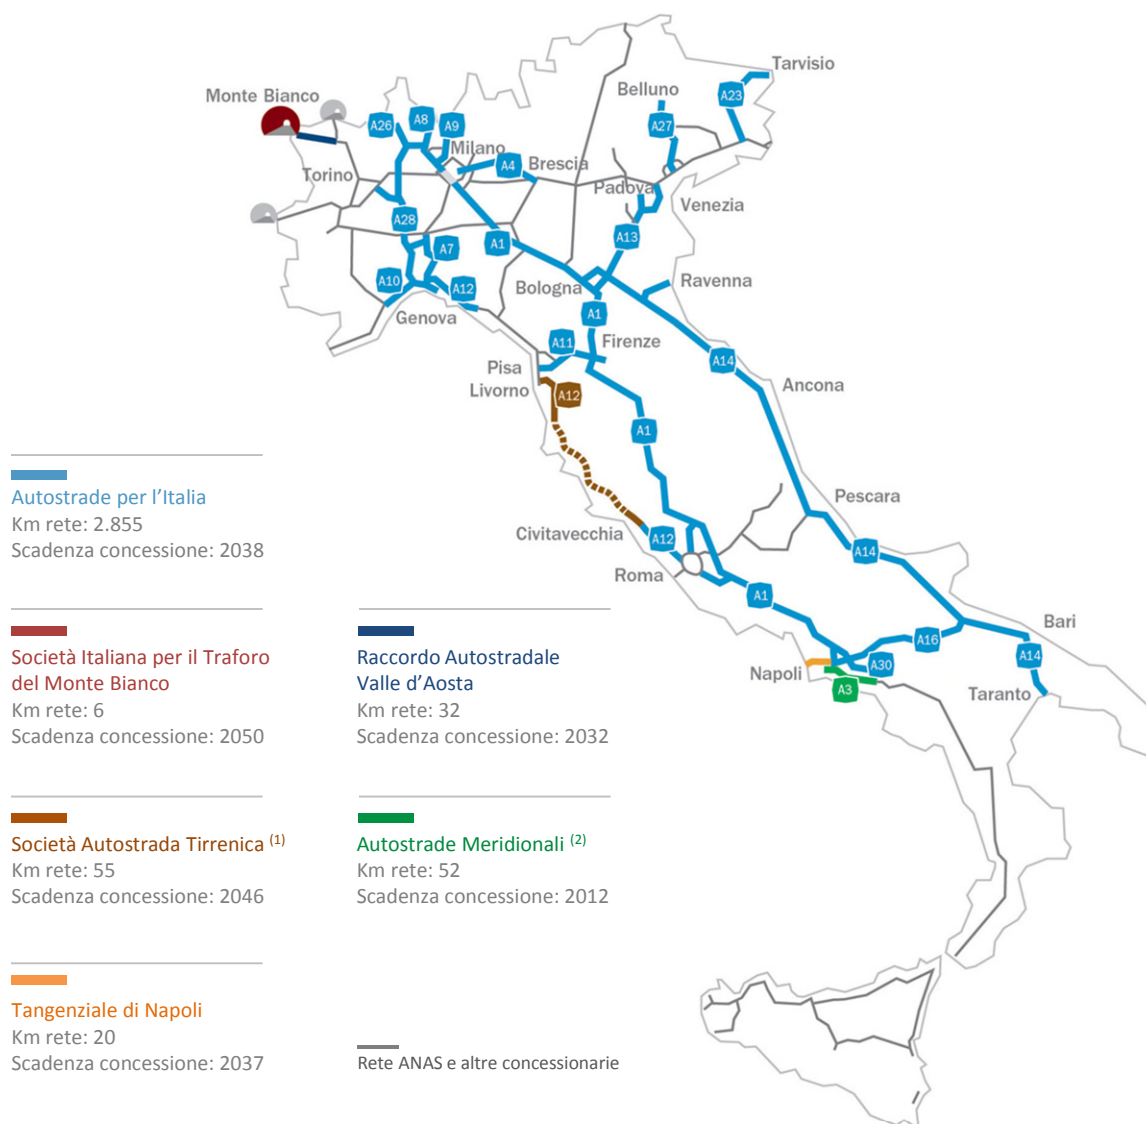 Tarvisio
Belluno
A23
Monte Bianco
A26
A8
A9
A27
Milano
A4
Brescia
Torino
Padova
Venezia
A28
A7
A1
A13
A10
A12
Bologna
Ravenna
Genova
A1
A11
Firenze
Pisa
A14
Livorno
A12
Ancona
A1
Pescara
Civitavecchia
A12
A14
Roma
A1
Bari
A16
A14
Napoli
A30
A3
Taranto
Autostrade per l'Italia
Km rete: 2.855
Scadenza concessione: 2038
Società Italiana per il Traforo
del Monte Bianco
Km rete: 6
Scadenza concessione: 2050
Raccordo Autostradale
Valle d'Aosta
Km rete: 32
Scadenza concessione: 2032
Società Autostrada Tirrenica (1)
Km rete: 55
Scadenza concessione: 2046
Autostrade Meridionali (2)
Km rete: 52
Scadenza concessione: 2012
Tangenziale di Napoli
Km rete: 20
Scadenza concessione: 2037
Rete ANAS e altre concessionarie